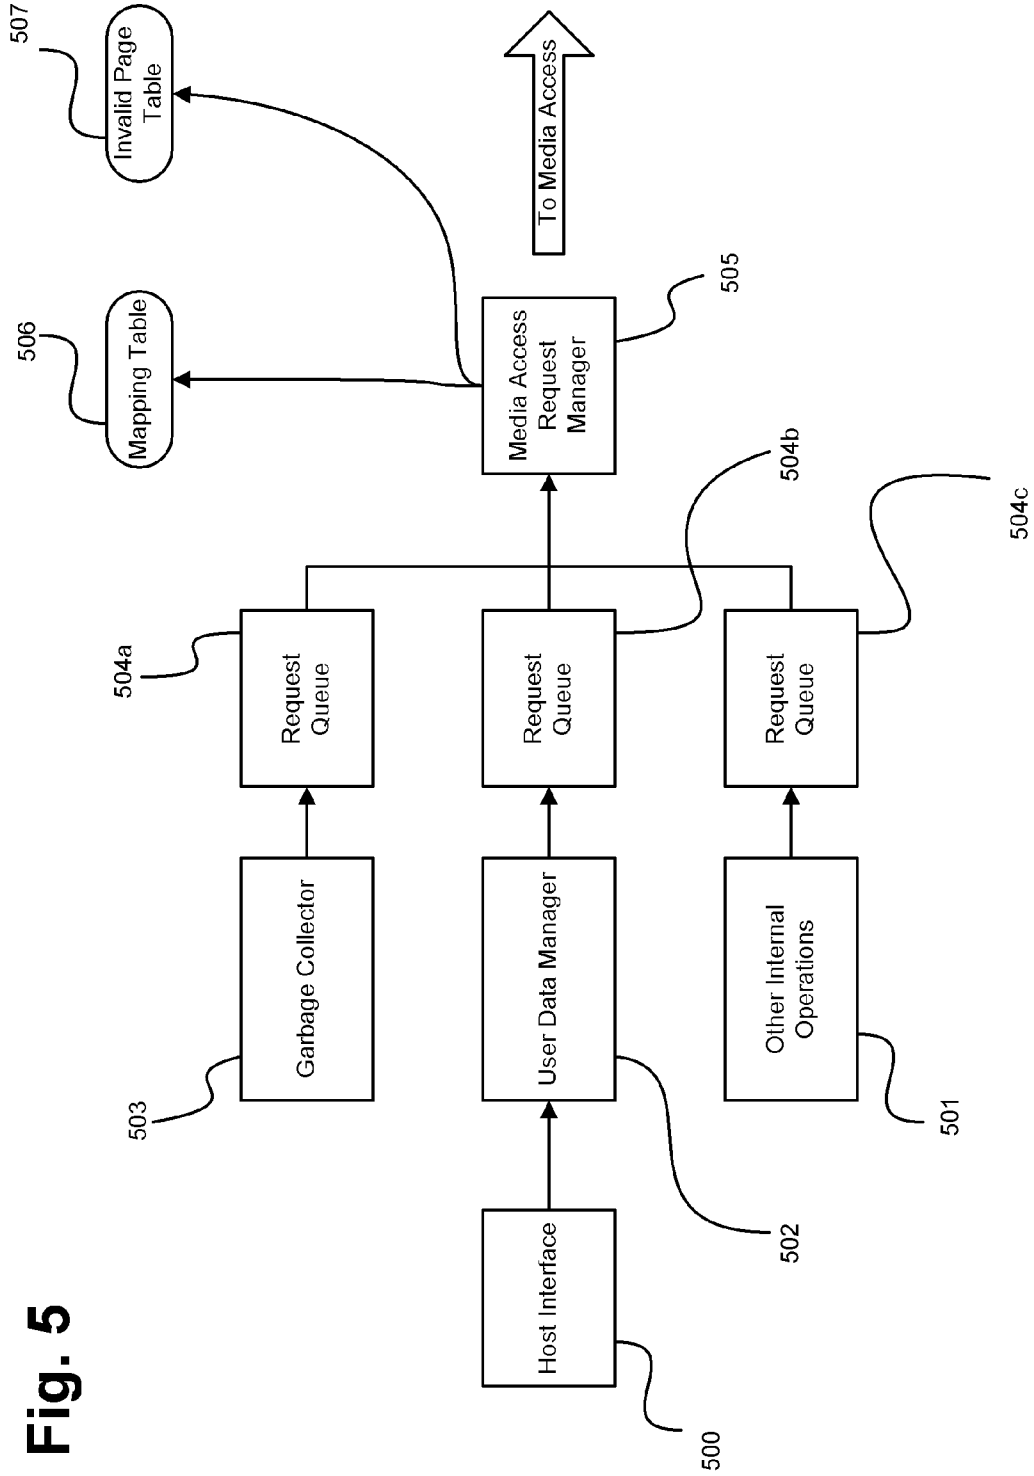 Fig. 5
507
Invalid Page
Table
506
Mapping Table
To Media Access
505
Media Access
Request
Manager
504a
Request
Queue
504b
Request
Queue
504c
Request
Queue
503
Garbage Collector
User Data Manager
502
Other Internal
Operations
501
Host Interface
500